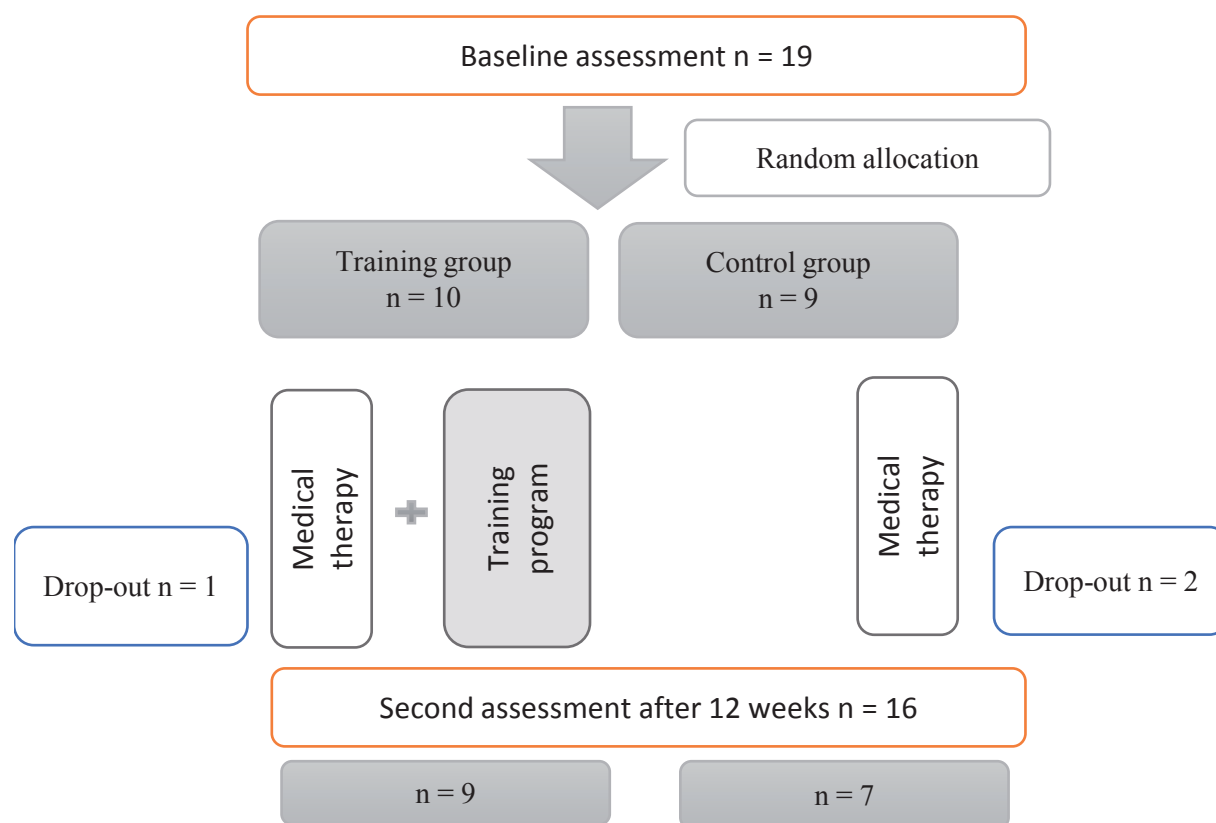 Baseline assessment n = 19
Random allocation
Training group
n = 10
Control group
n = 9
Medical
therapy
Training
program
Medical
therapy
Drop-out n = 1
Drop-out n = 2
Second assessment after 12 weeks n = 16
n = 9
n = 7